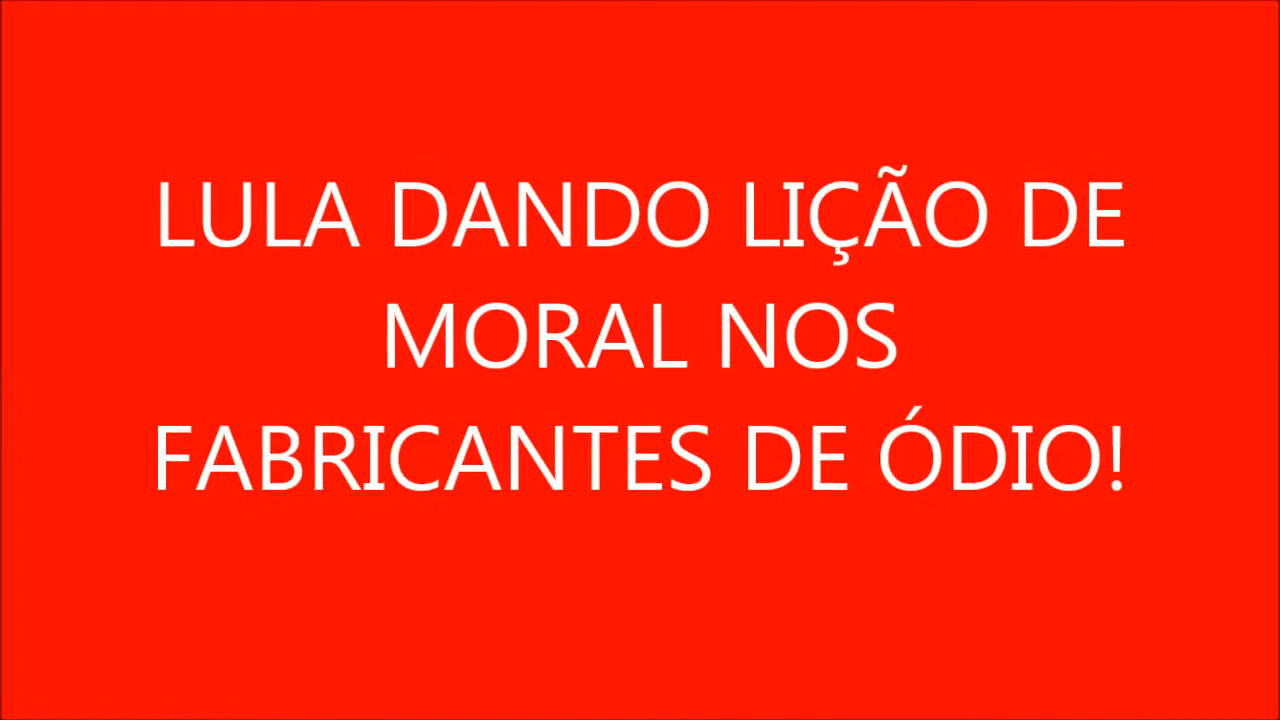 LULA DANDO LIÇÃO DE
MORAL NOS
FABRICANTES DE ÓDIO!